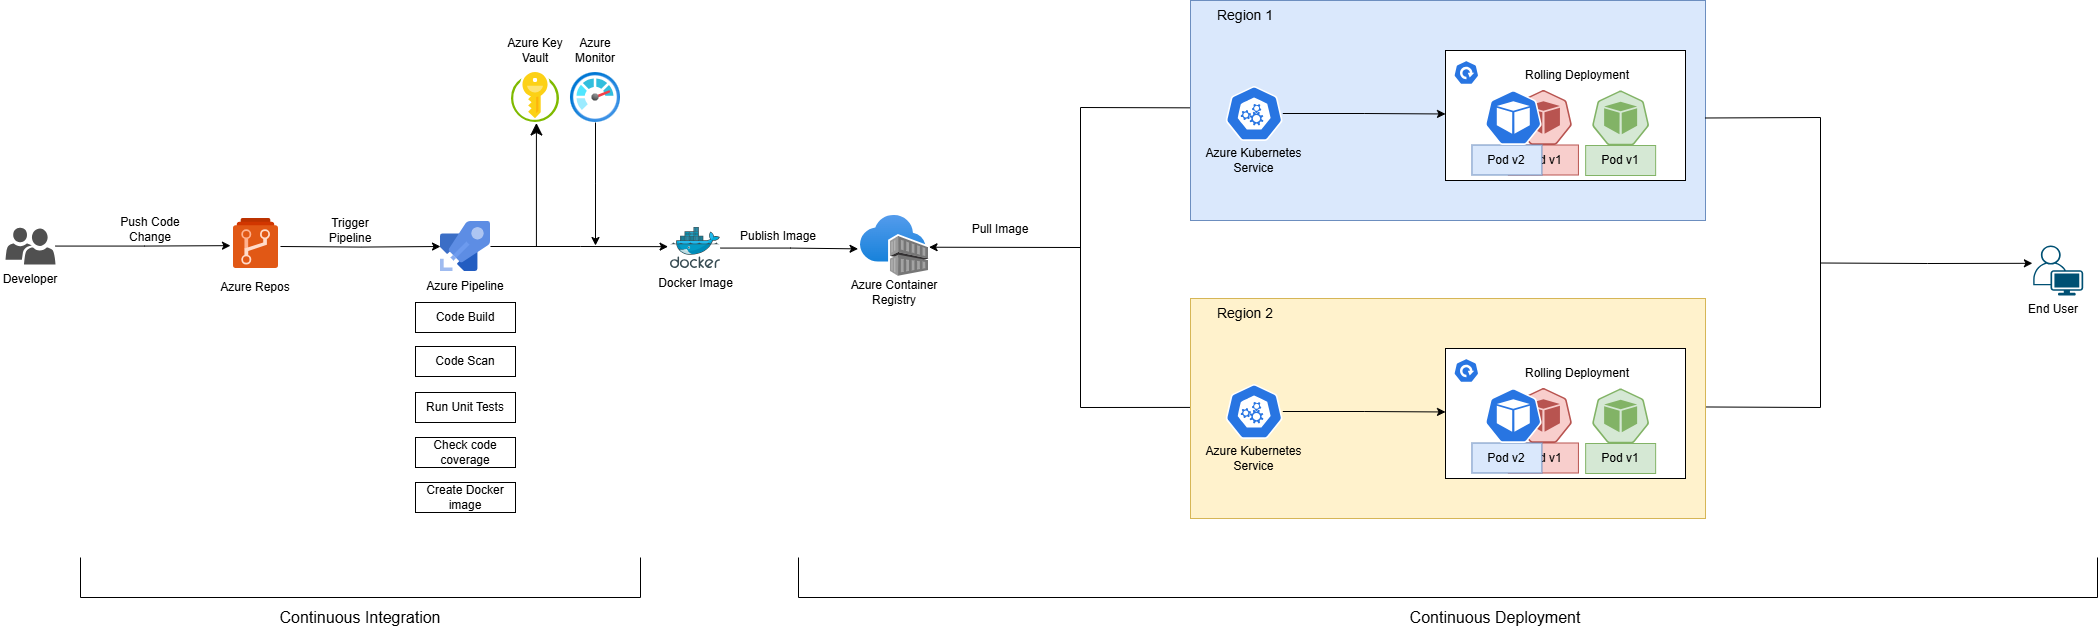 Developer
Push Code
Change
Azure Repos
Trigger
Pipeline
Azure Pipeline
Code Build
Code Scan
Run Unit Tests
Check code
coverage
Create Docker
image
Azure Key
Vault
Azure
Monitor
docker
Docker Image
Publish Image
Azure Container
Registry
Pull Image
Region 1
Azure Kubernetes
Service
Rolling Deployment
Pod v2
v1
Pod v1
Region 2
Azure Kubernetes
Service
Rolling Deployment
Pod v2
v1
Pod v1
End User
Continuous Integration
Continuous Deployment